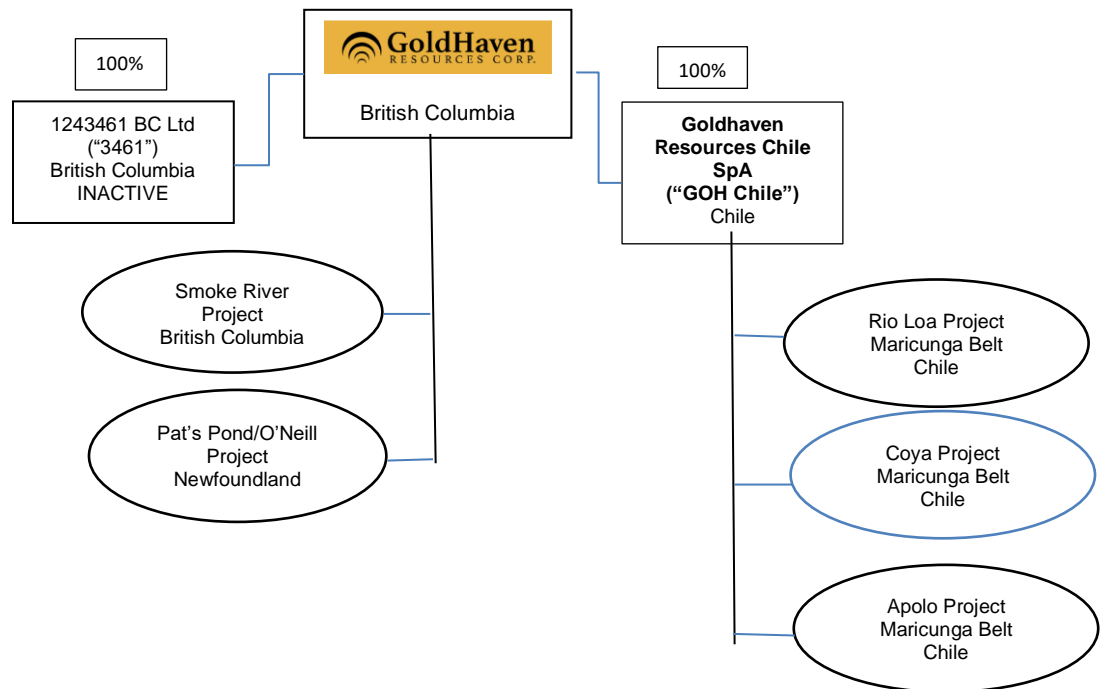 100%
GoldHaven
RESOURCES CORP.
British Columbia
100%
1243461 BC Ltd
(“3461”)
British Columbia
INACTIVE
Goldhaven
Resources Chile
SpA
(“GOH Chile”)
Chile
Smoke River
Project
British Columbia
Pat’s Pond/O’Neill
Project
Newfoundland
Rio Loa Project
Maricunga Belt
Chile
Coya Project
Maricunga Belt
Chile
Apolo Project
Maricunga Belt
Chile